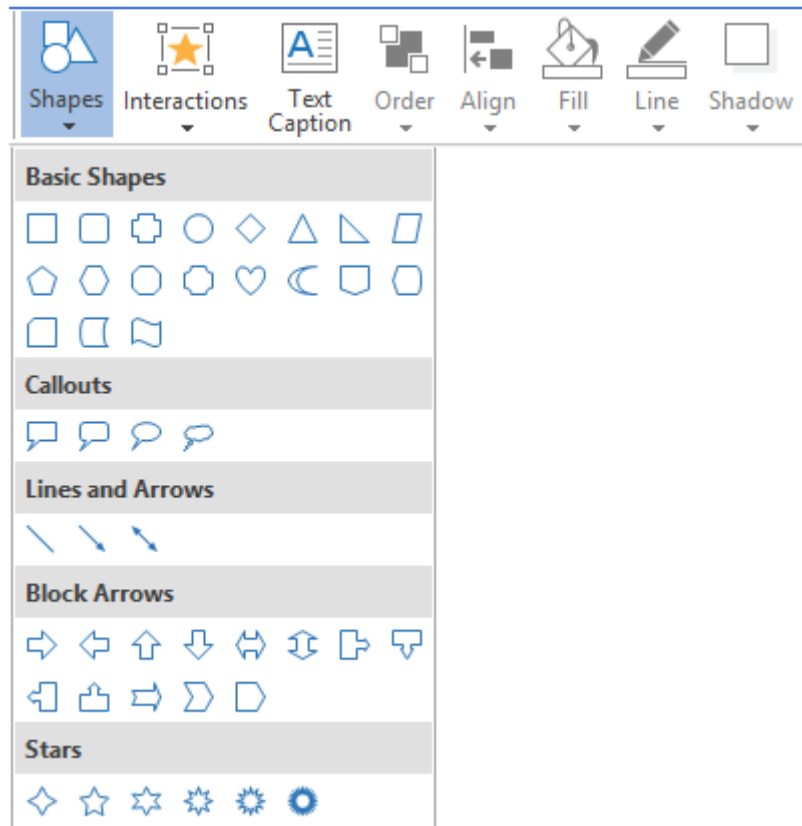 Shapes Interactions Text Caption Order Align Fill Line Shadow
Basic Shapes
Callouts
Lines and Arrows
Block Arrows
Stars